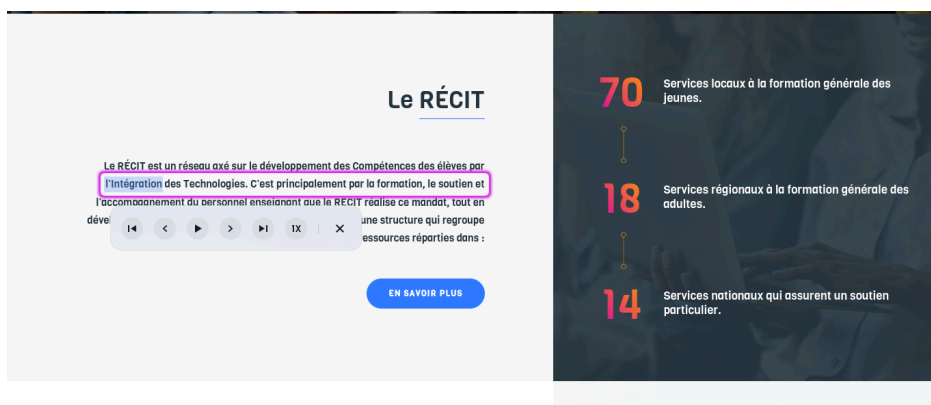 Le RÉCIT
Le RÉCIT est un réseau axé sur le développement des Compétences des élèves par
l'Intégration des Technologies. C'est principalement par la formation, le soutien et
l'accompagnement du personnel enseignant que le RÉCIT réalise ce mandat, tout en
une structure qui regroupe
ressources réparties dans :
1X
EN SAVOIR PLUS
70
Services locaux à la formation générale des
jeunes.
18
Services régionaux à la formation générale des
adultes.
14
Services nationaux qui assurent un soutien
particulier.